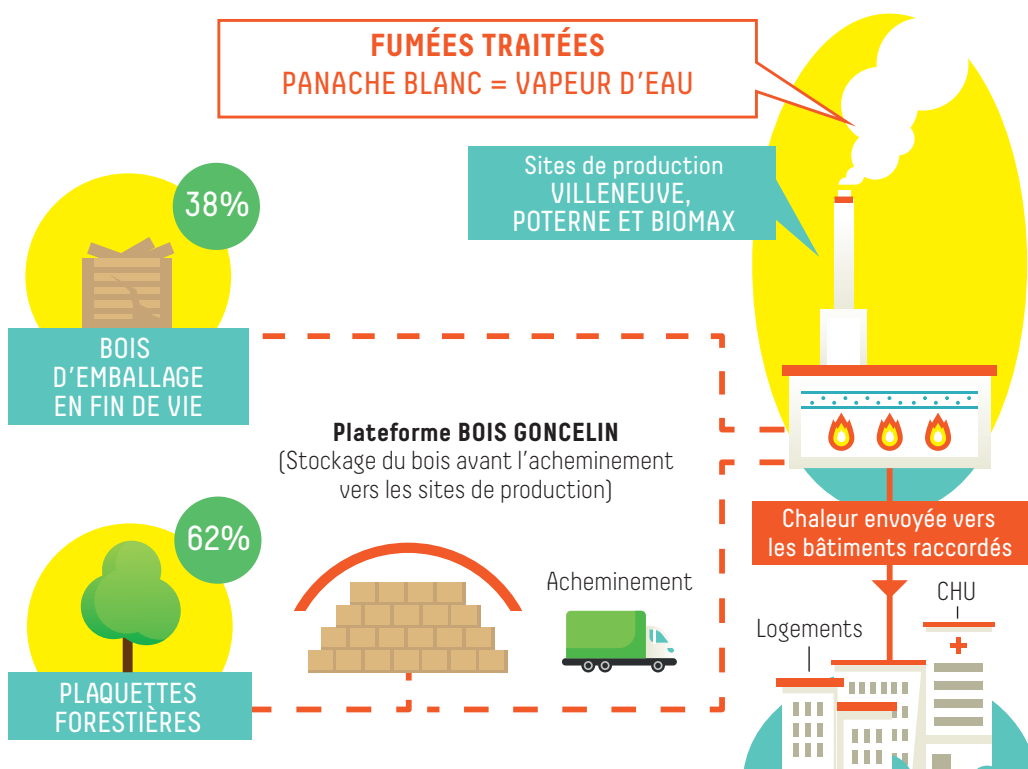 FUMÉES TRAITÉES
PANACHE BLANC = VAPEUR D'EAU
Sites de production
VILLENEUVE,
POTERNE ET BIOMAX
38%
BOIS
D'EMBALLAGE
EN FIN DE VIE
Plateforme BOIS GONCELIN
(Stockage du bois avant l'acheminement
vers les sites de production)
62%
PLAQUETTES
FORESTIÈRES
Acheminement
Chaleur envoyée vers
les bâtiments raccordés
CHU
Logements